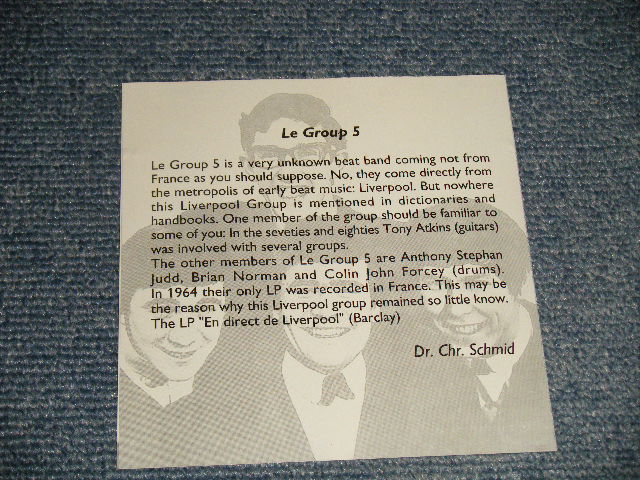 Le Group 5
Le Group 5 is a very unknown beat band coming not from
France as you should suppose. No, they come directly from
the metropolis of early beat music: Liverpool. But nowhere
this Liverpool Group is mentioned in dictionaries and
handbooks. One member of the group should be familiar to
some of you: In the seveties and eighties Tony Atkins (guitars)
was involved with several groups.
The other members of Le Group 5 are Anthony Stephan
Judd, Brian Norman and Colin John Forcey (drums).
In 1964 their only LP was recorded in France. This may be
the reason why this Liverpool group remained so little know.
The LP "En direct de Liverpool" (Barclay)
Dr. Chr. Schmid